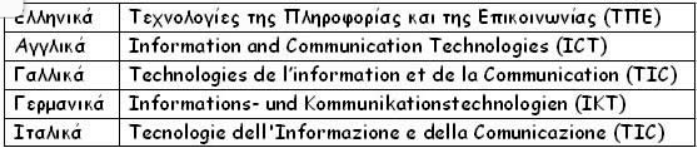 Ελληνικά Τεχνολογίες της Πληροφορίας και της Επικοινωνίας (ΤΠΕ)
Αγγλικά Information and Communication Technologies (ICT)
Γαλλικά Technologies de l'information et de la Communication (TIC)
Γερμανικά Informations- und Kommunikationstechnologien (IKT)
Ιταλικά Tecnologie dell'Informazione e della Comunicazione (TIC)